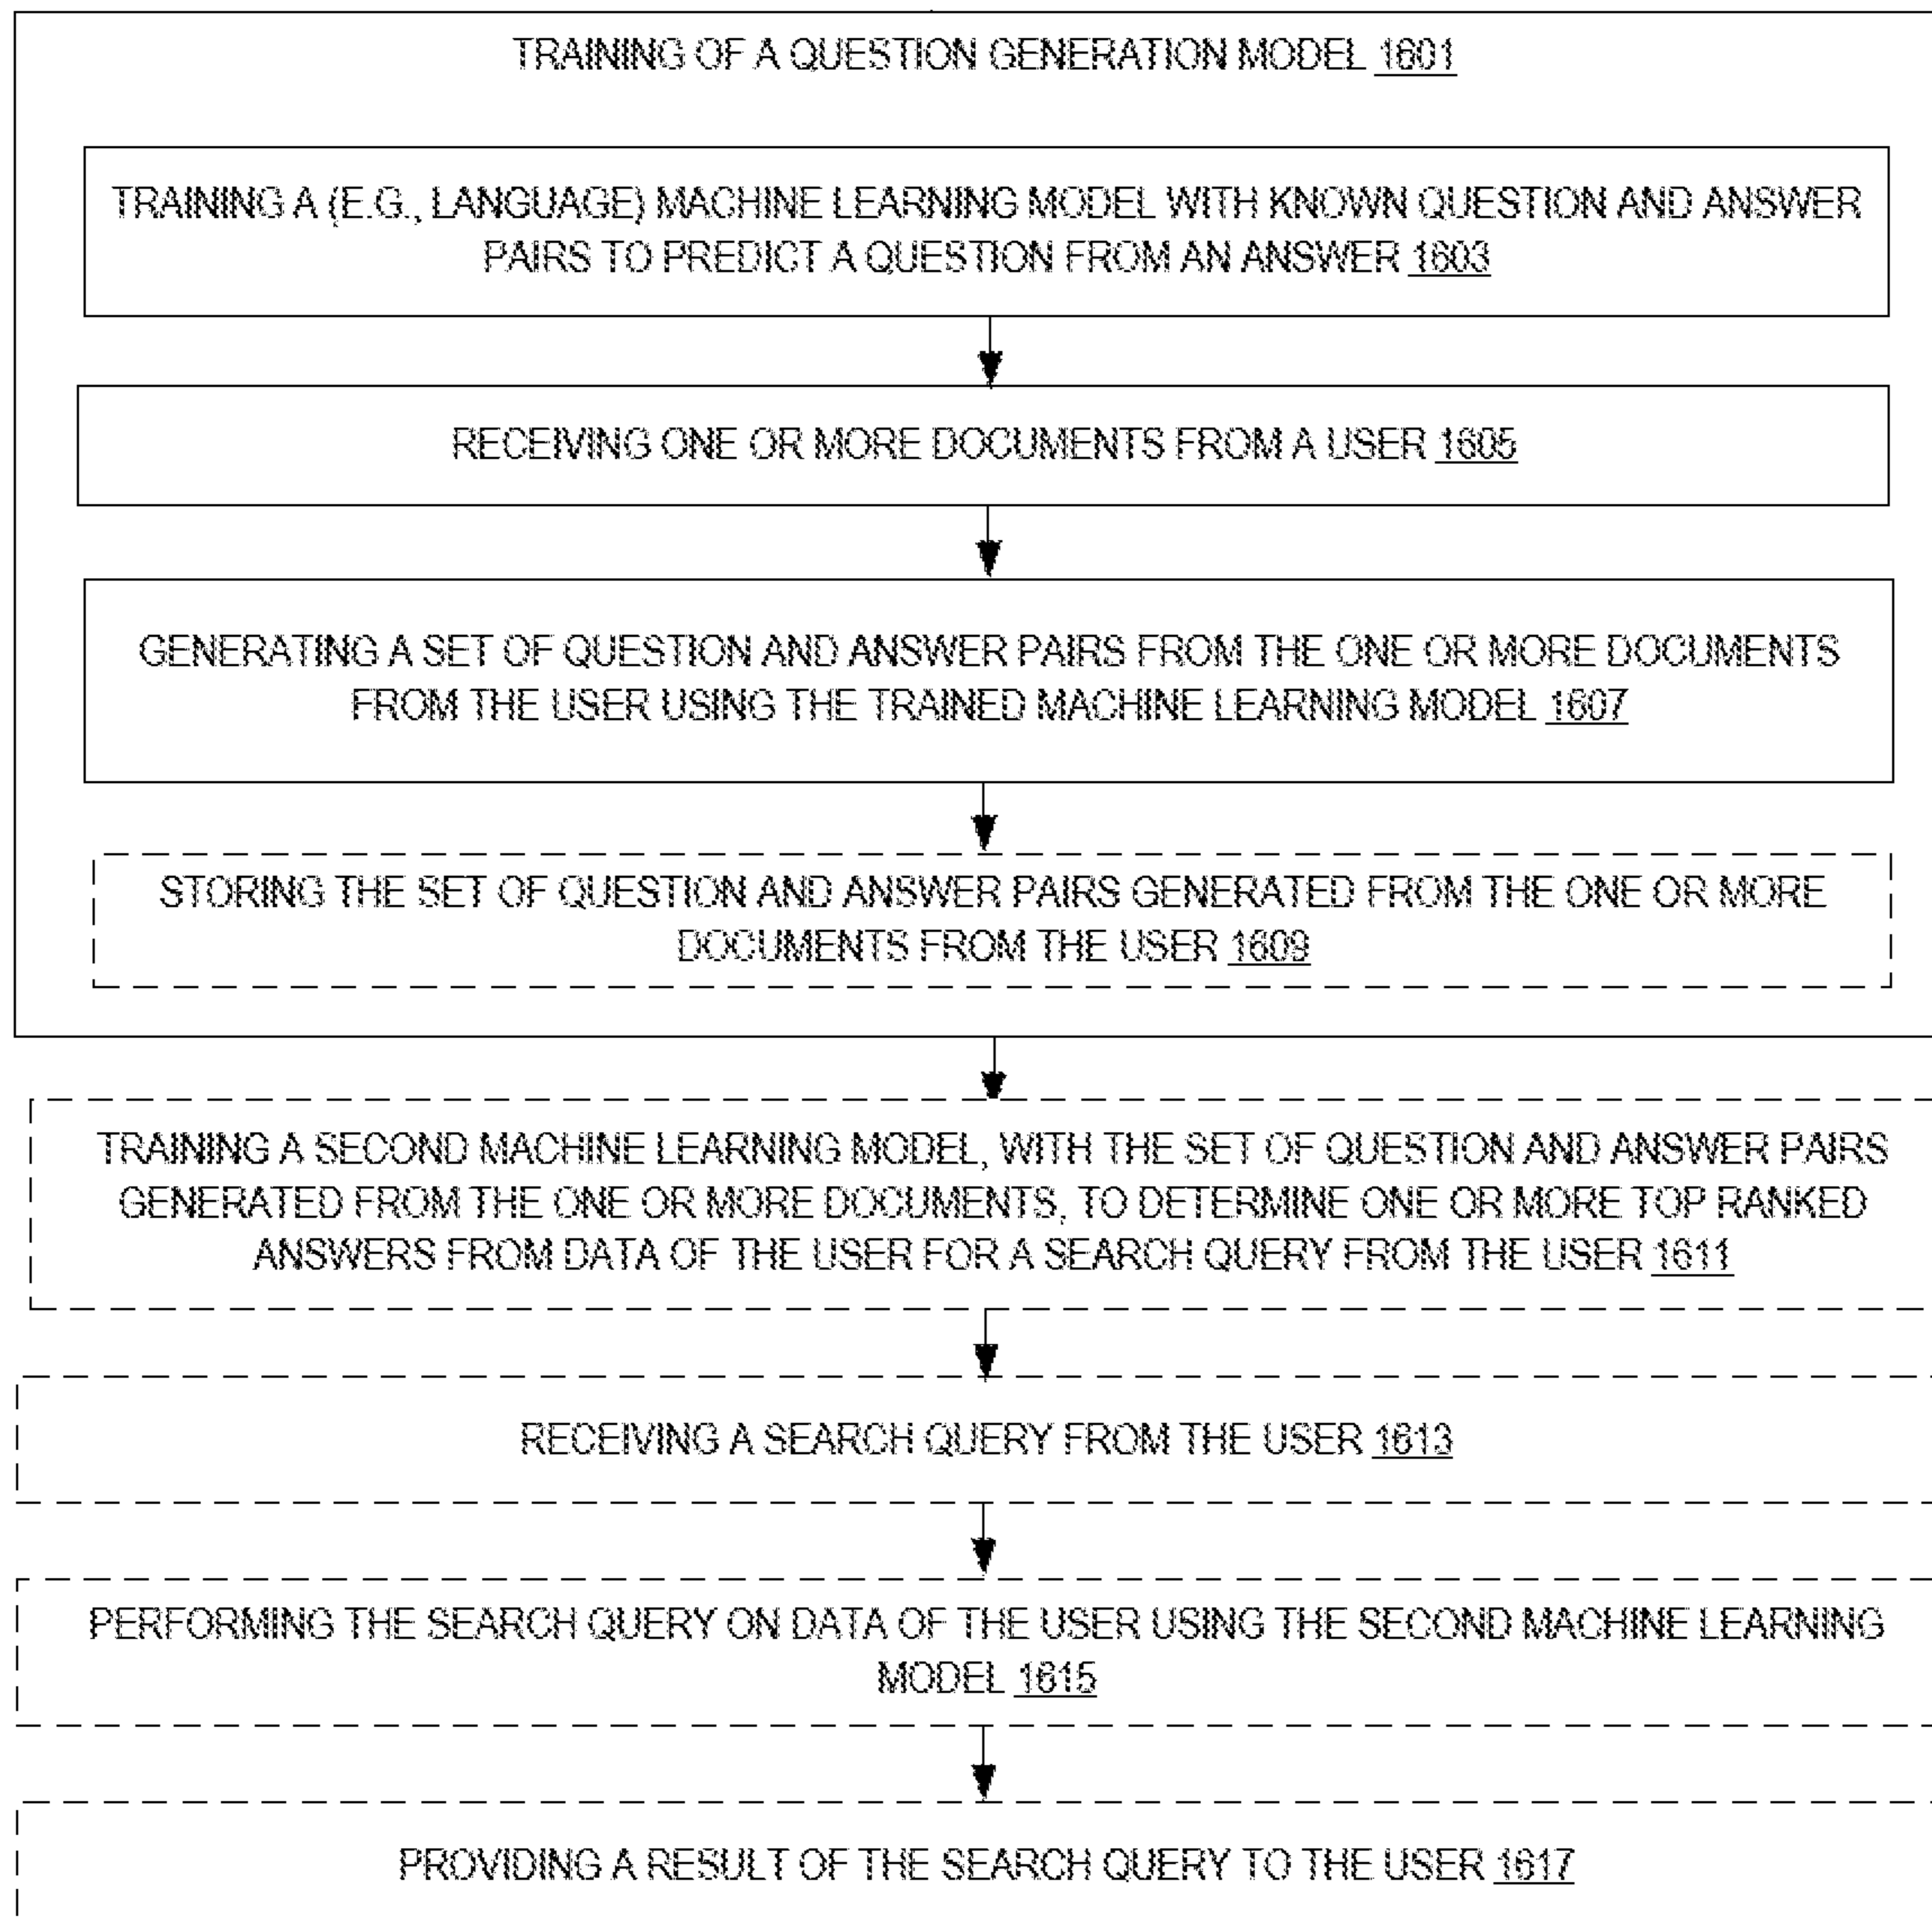 TRAINING OF A QUESTION GENERATION MODEL 1601
TRAINING A (E.G., LANGUAGE) MACHINE LEARNING MODEL WITH KNOWN QUESTION AND ANSWER
PAIRS TO PREDICT A QUESTION FROM AN ANSWER 1603
RECEIVING ONE OR MORE DOCUMENTS FROM A USER 1605
GENERATING A SET OF QUESTION AND ANSWER PAIRS FROM THE ONE OR MORE DOCUMENTS
FROM THE USER USING THE TRAINED MACHINE LEARNING MODEL 1607
STORING THE SET OF QUESTION AND ANSWER PAIRS GENERATED FROM THE ONE OR MORE
DOCUMENTS FROM THE USER 1609
TRAINING A SECOND MACHINE LEARNING MODEL, WITH THE SET OF QUESTION AND ANSWER PAIRS
GENERATED FROM THE ONE OR MORE DOCUMENTS, TO DETERMINE ONE OR MORE TOP RANKED
ANSWERS FROM DATA OF THE USER FOR A SEARCH QUERY FROM THE USER 1611
RECEIVING A SEARCH QUERY FROM THE USER 1613
PERFORMING THE SEARCH QUERY ON DATA OF THE USER USING THE SECOND MACHINE LEARNING
MODEL 1615
PROVIDING A RESULT OF THE SEARCH QUERY TO THE USER 1617